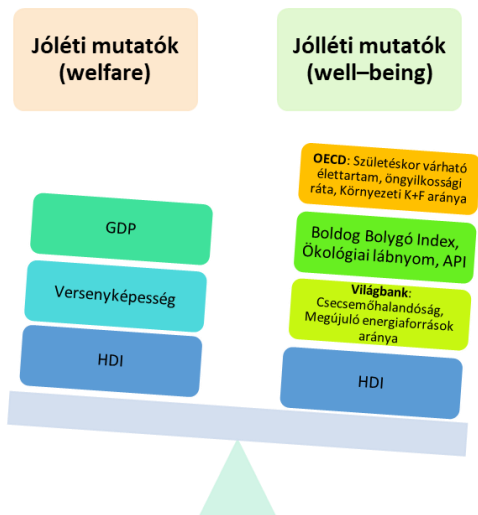 Jóléti mutatók
(welfare)
Jólléti mutatók
(well–being)
GDP
Versenyképesség
HDI
OECD: Születéskor várható
élettartam, öngyilkossági
ráta, Környezeti K+F aránya
Boldog Bolygó Index,
Ökológiai lábnyom, API
Világbank:
Csecsemőhalandóság,
Megújuló energiaforrások
aránya
HDI